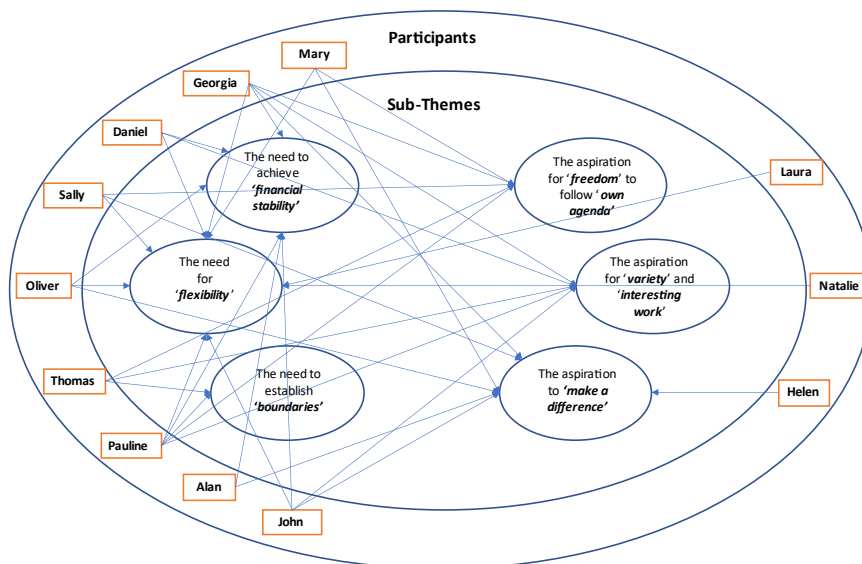 Participants
Mary
Georgia
Sub-Themes
Daniel
The need to
achieve
‘financial
stability’
The aspiration
for ‘freedom’ to
follow ‘own
agenda’
Laura
Sally
The need
for
‘flexibility’
The aspiration
for ‘variety’ and
‘interesting
work’
Oliver
Natalie
Thomas
The need to
establish
‘boundaries’
The aspiration
to ‘make a
difference’
Helen
Pauline
Alan
John